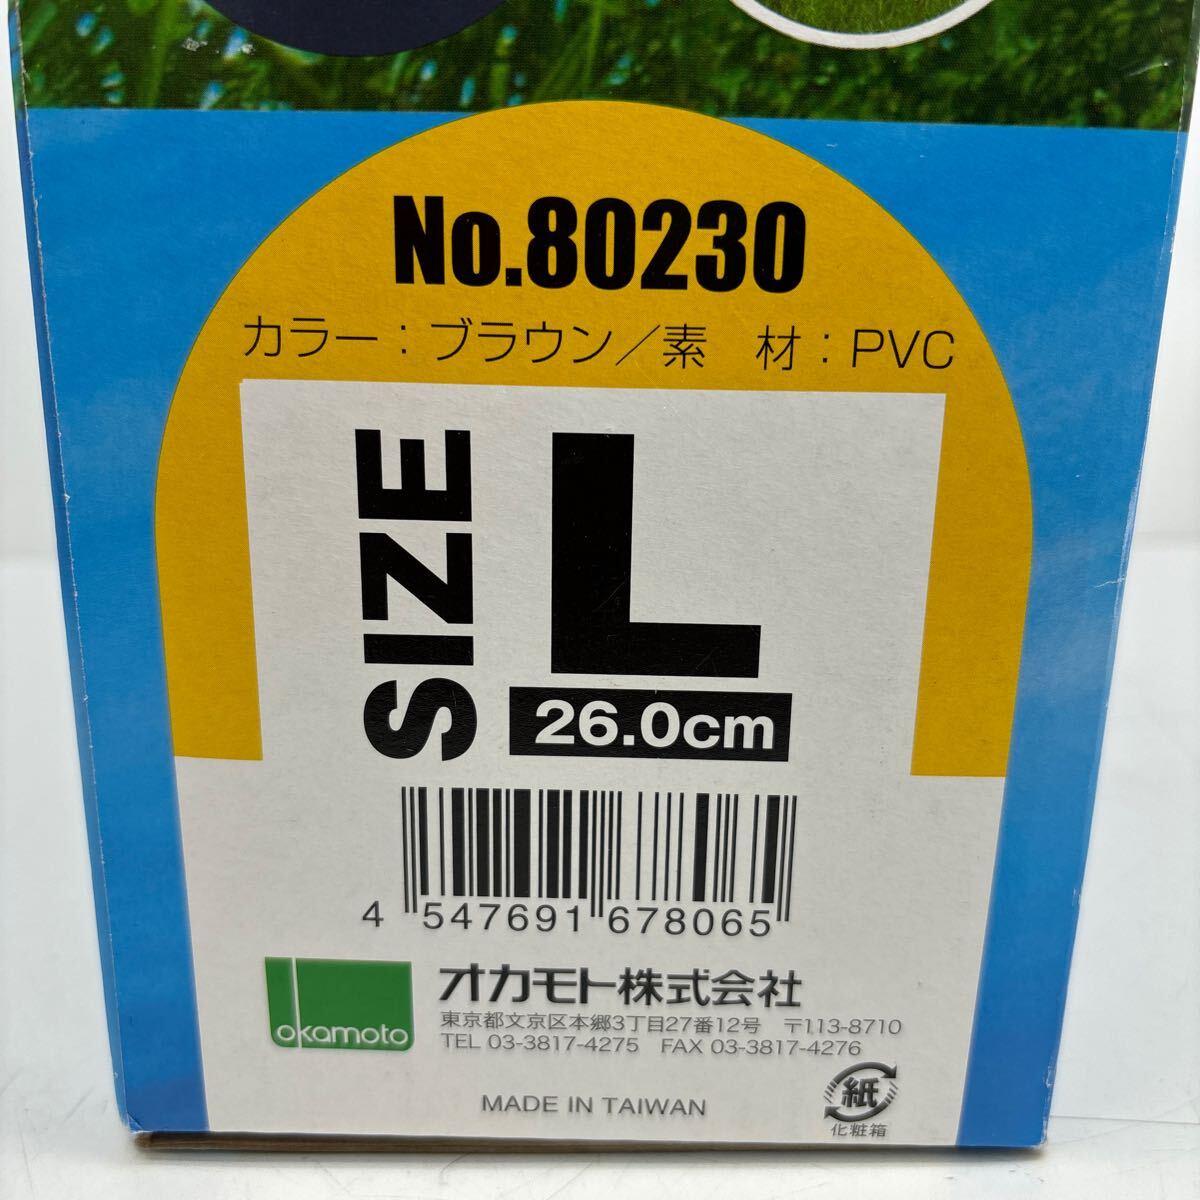 No.80230
カラー：ブラウン／素　材：PVC
SIZE
L
26.0cm
4 547691 678065
okamoto
オカモト株式会社
東京都文京区本郷3丁目27番12号　〒113-8710
TEL 03-3817-4275　FAX 03-3817-4276
MADE IN TAIWAN
紙
化粧箱